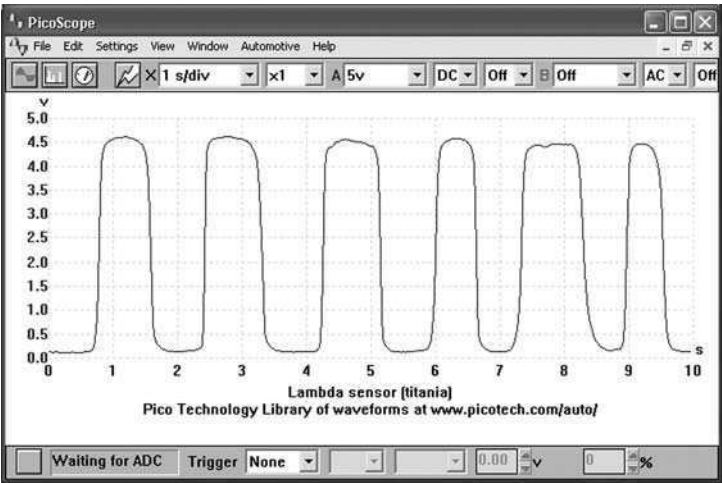 PicoScope
File Edit Settings View Window Automotive Help
X 1 s/div x1 A 5v DC Off B Off AC Off
v
5.0
4.5
4.0
3.5
3.0
2.5
2.0
1.5
1.0
0.5
0.0
0 1 2 3 4 5 6 7 8 9 10
s
Lambda sensor (titania)
Pico Technology Library of waveforms at www.picotech.com/auto/
Waiting for ADC Trigger None 0.00 v 0 %